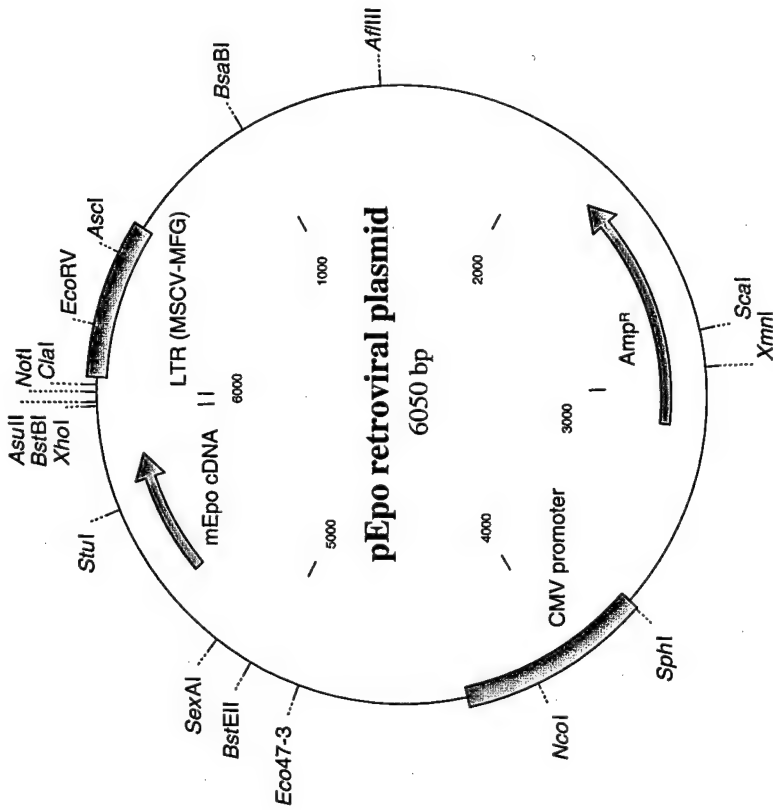 pEpo retroviral plasmid
6050 bp
AflIII
BsaBI
AscI
EcoRV
LTR (MSCV-MFG)
ClaI
NotI
AsuII
BstBI
XhoI
mEpo cDNA
StuI
SexAI
BstEII
Eco47-3
CMV promoter
NcoI
SphI
AmpR
XmnI
ScaI
1000
2000
3000
4000
5000
6000